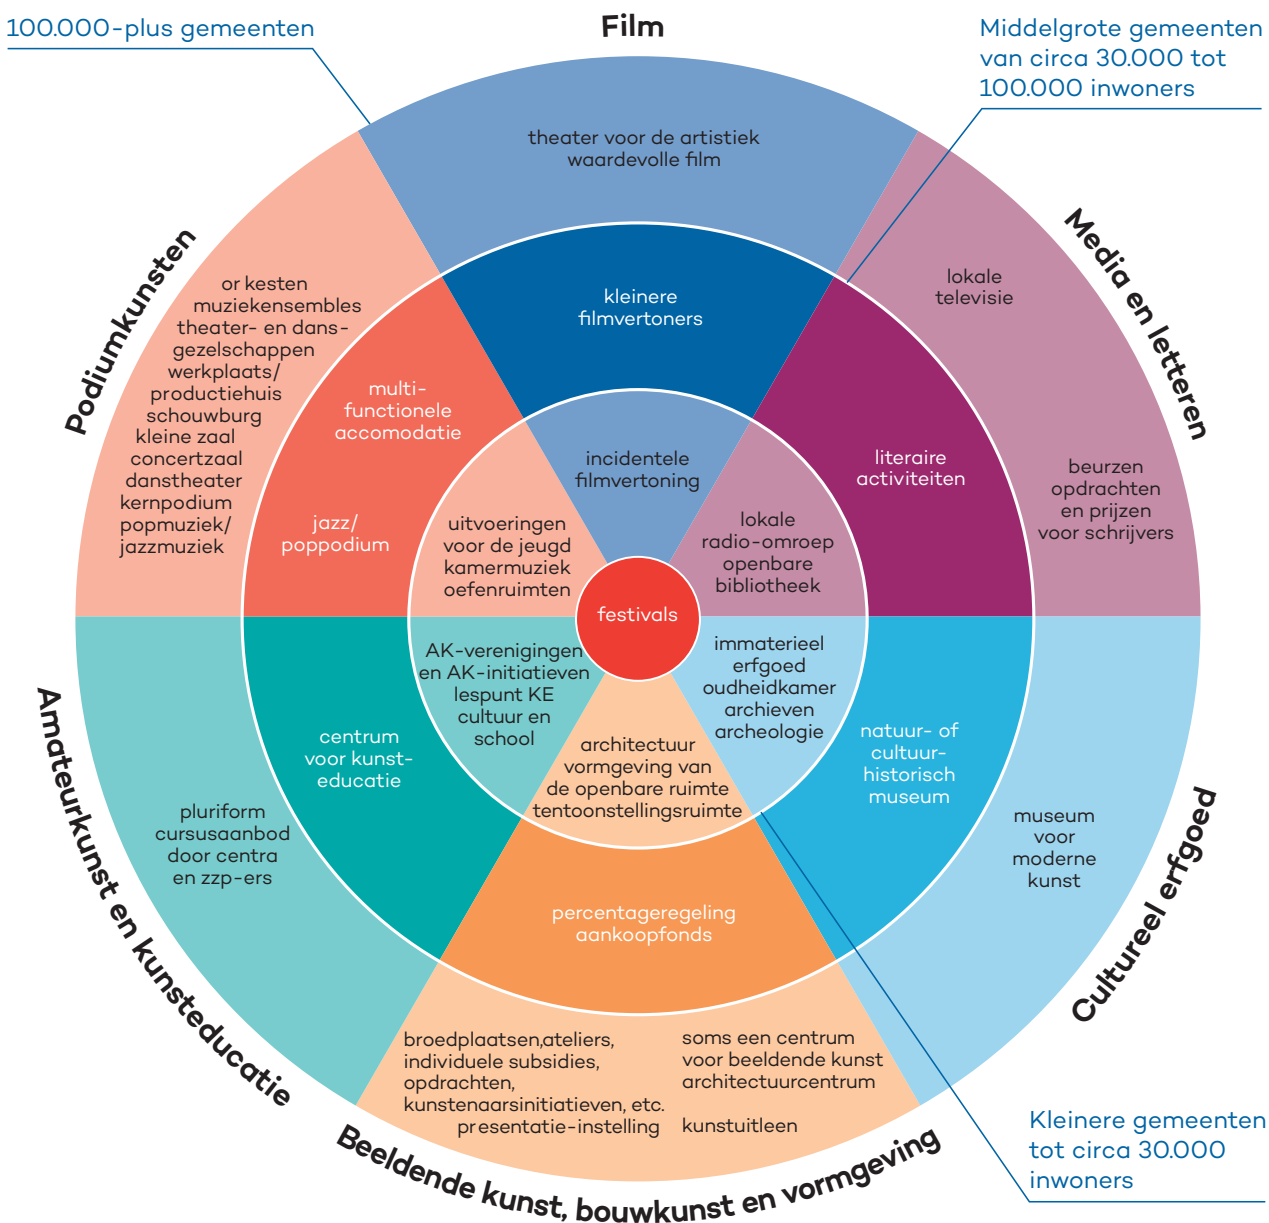 100.000-plus gemeenten
Film
Middelgrote gemeenten
van circa 30.000 tot
100.000 inwoners
theater voor de artistiek
waardevolle film
kleinere
filmvertoners
incidentele
filmvertoning
Media en letteren
lokale
televisie
beurzen
opdrachten
en prijzen
voor schrijvers
literaire
activiteiten
lokale
radio-omroep
openbare
bibliotheek
Podiumkunsten
or kesten
muziekensembles
theater- en dans-
gezelschappen
werkplaats/
productiehuis
schouwburg
kleine zaal
concertzaal
danstheater
kernpodium
popmuziek/
jazzmuziek
multi-
functionele
accomodatie
jazz/
poppodium
uitvoeringen
voor de jeugd
kamermuziek
oefenruimten
festivals
AK-verenigingen
en AK-initiatieven
lespunt KE
cultuur en
school
centrum
voor kunst-
educatie
pluriform
cursusaanbod
door centra
en zzp-ers
Amateurkunst en kunsteducatie
immaterieel
erfgoed
oudheidkamer
archieven
archeologie
natuur- of
cultuur-
historisch
museum
museum
voor
moderne
kunst
Cultureel erfgoed
architectuur
vormgeving van
de openbare ruimte
tentoonstellingsruimte
percentageregeling
aankoopfonds
broedplaatsen,ateliers,
individuele subsidies,
opdrachten,
kunstenaarsinitiatieven, etc.
pr esentatie-instelling
soms een centrum
voor beeldende kunst
architectuurcentrum
kunstuitleen
Beeldende kunst, bouwkunst en vormgeving
Kleinere gemeenten
tot circa 30.000
inwoners